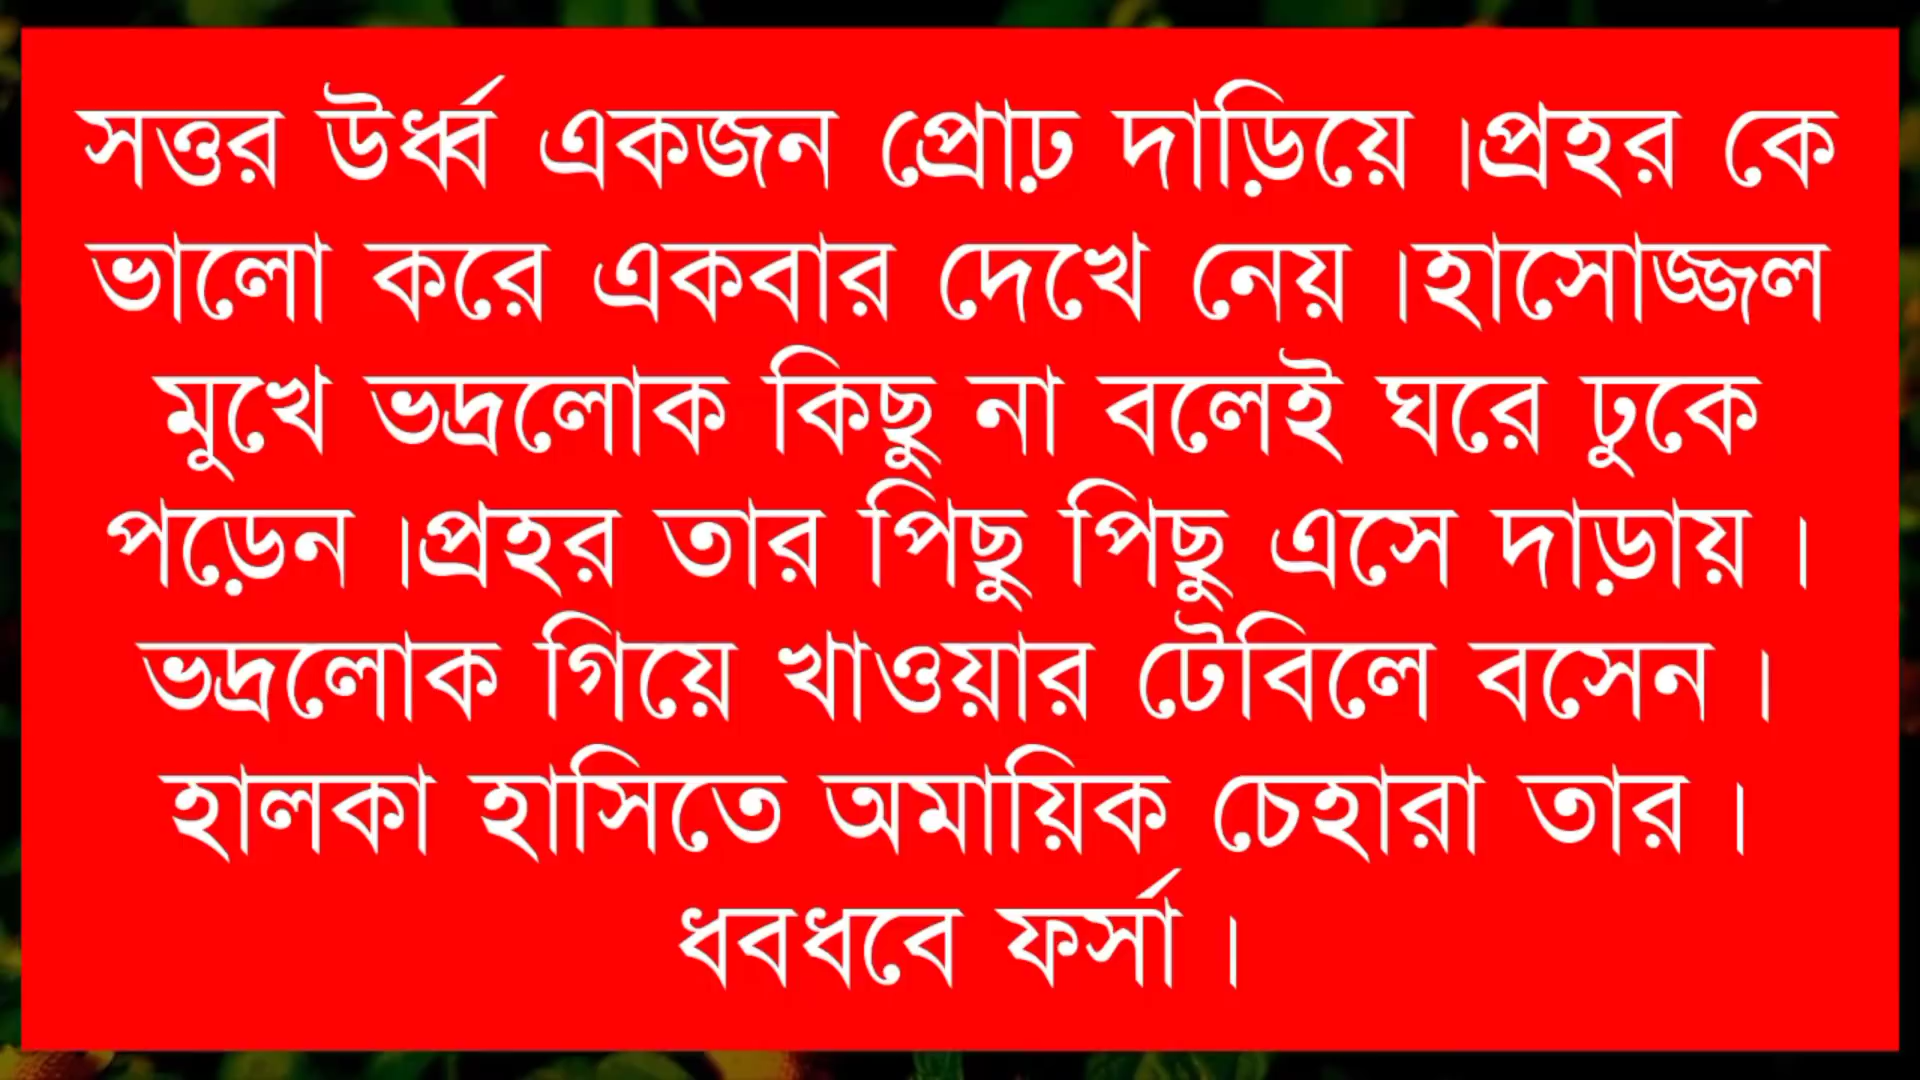 সত্তর উর্ধ্ব একজন প্রোঢ় দাড়িয়ে ।প্রহর কে
ভালো করে একবার দেখে নেয় ।হাসোজ্জল
মুখে ভদ্রলোক কিছু না বলেই ঘরে ঢুকে
পড়েন ।প্রহর তার পিছু পিছু এসে দাড়ায় ।
ভদ্রলোক গিয়ে খাওয়ার টেবিলে বসেন ।
হালকা হাসিতে অমায়িক চেহারা তার ।
ধবধবে ফর্সা ।